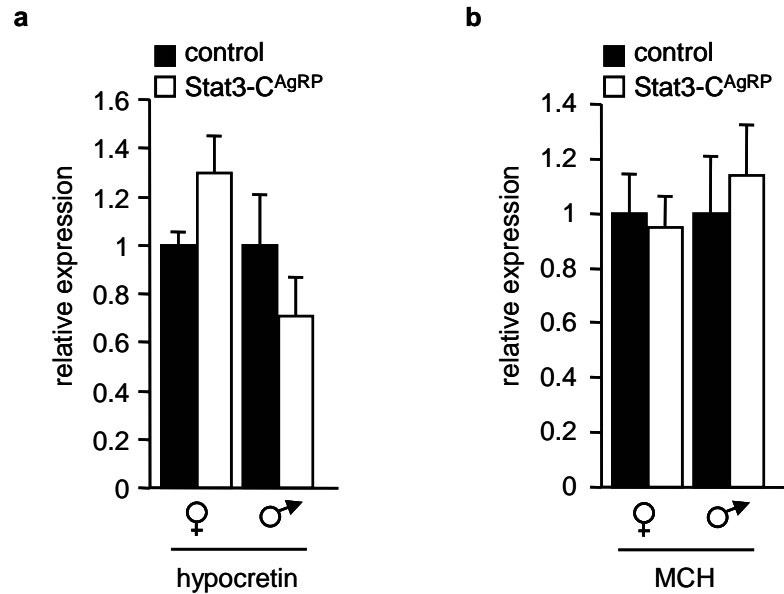 a
control
Stat3-C^AgRP
relative expression
1.6
1.4
1.2
1
0.8
0.6
0.4
0.2
0
♀ ♂
hypocretin
b
control
Stat3-C^AgRP
relative expression
1.4
1.2
1
0.8
0.6
0.4
0.2
0
♀ ♂
MCH